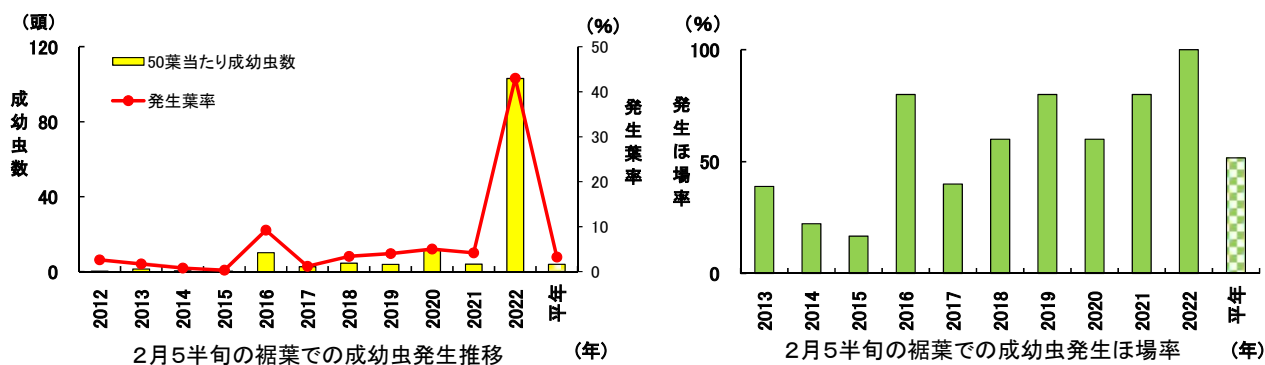 (頭)
(%)
120
80
40
0
成幼虫数
50葉当たり成幼虫数
発生葉率
50
40
30
20
10
0
発生葉率
2012 2013 2014 2015 2016 2017 2018 2019 2020 2021 2022 平年
2月5半旬の裾葉での成幼虫発生推移 (年)
(%)
100
50
0
発生ほ場率
2013 2014 2015 2016 2017 2018 2019 2020 2021 2022 平年
2月5半旬の裾葉での成幼虫発生ほ場率 (年)